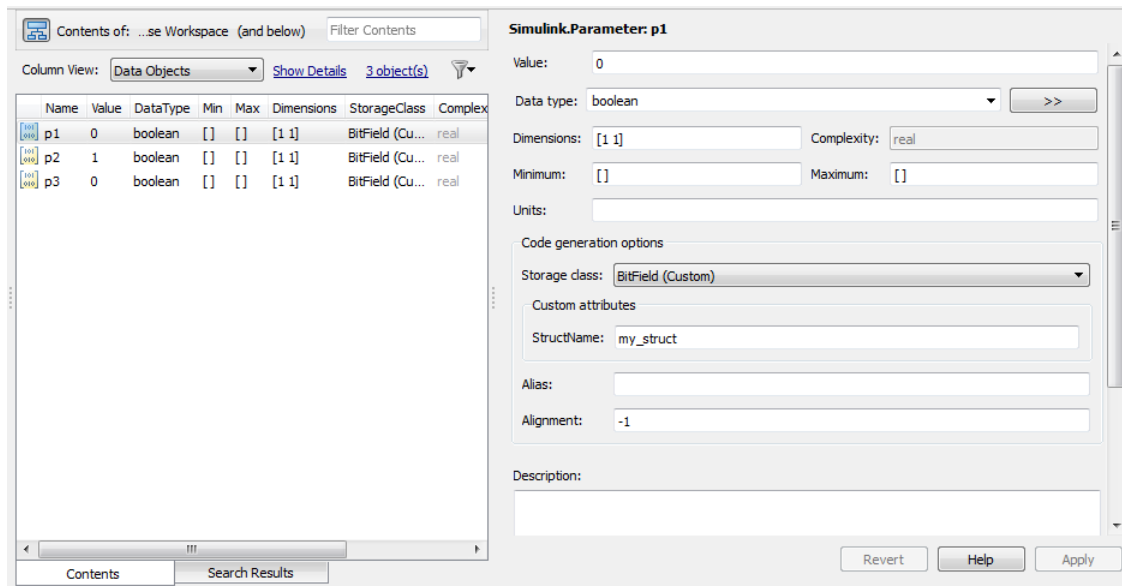 Contents of: ...se Workspace (and below) Filter Contents
Column View: Data Objects Show Details 3 object(s)
Name Value DataType Min Max Dimensions StorageClass Complex
p1 0 boolean [] [] [1 1] BitField (Cu... real
p2 1 boolean [] [] [1 1] BitField (Cu... real
p3 0 boolean [] [] [1 1] BitField (Cu... real
Contents Search Results
Simulink.Parameter: p1
Value: 0
Data type: boolean >>
Dimensions: [1 1] Complexity: real
Minimum: [] Maximum: []
Units:
Code generation options
Storage class: BitField (Custom)
Custom attributes
StructName: my_struct
Alias:
Alignment: -1
Description:
Revert Help Apply